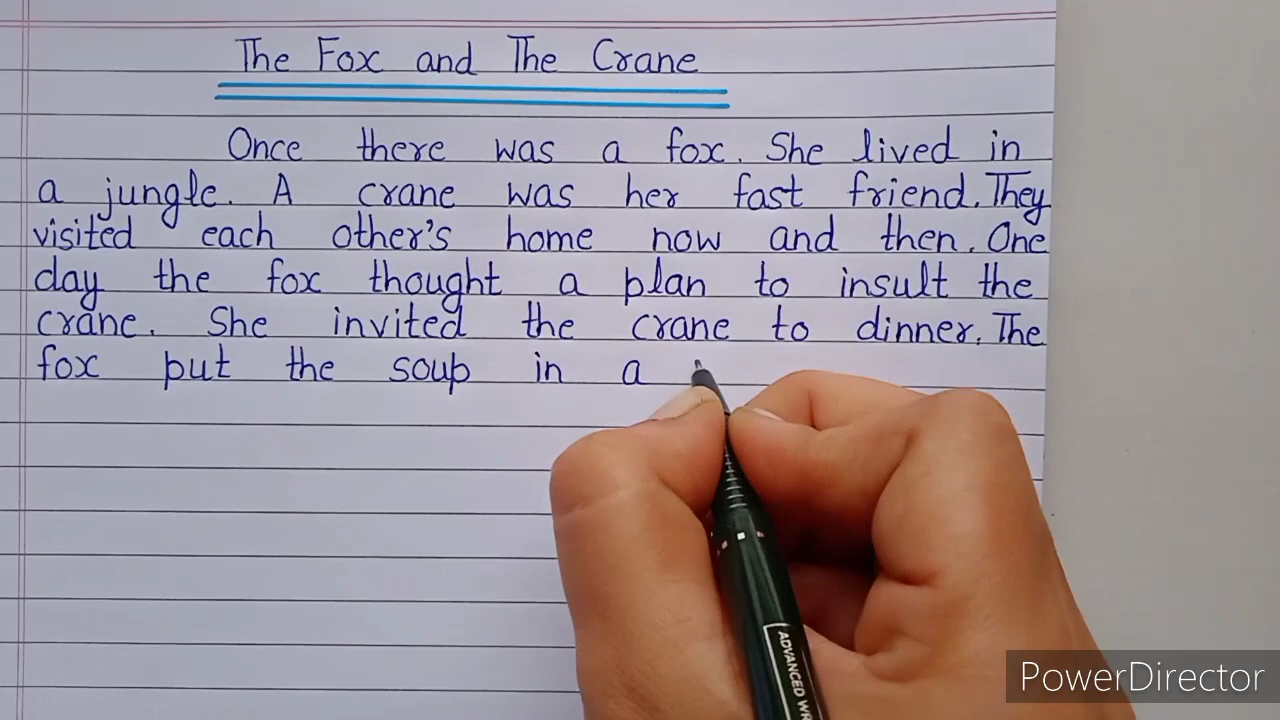 The Fox and The Crane
Once there was a fox. She lived in
a jungle. A crane was her fast friend. They
visited each other's home now and then. One
day the fox thought a plan to insult the
crane. She invited the crane to dinner. The
fox put the soup in a
ADVANCED WR
PowerDirector